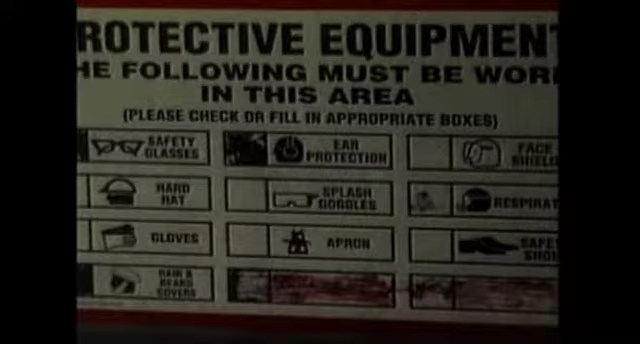 ROTECTIVE EQUIPMENT
HE FOLLOWING MUST BE WOR
IN THIS AREA
(PLEASE CHECK OR FILL IN APPROPRIATE BOXES)
SAFETY GLASSES
EAR PROTECTION
FACE SHIELD
HARD HAT
SPLASH GOGGLES
RESPIRAT
GLOVES
APRON
SAFE SHO
HAIR & BEARD COVERS